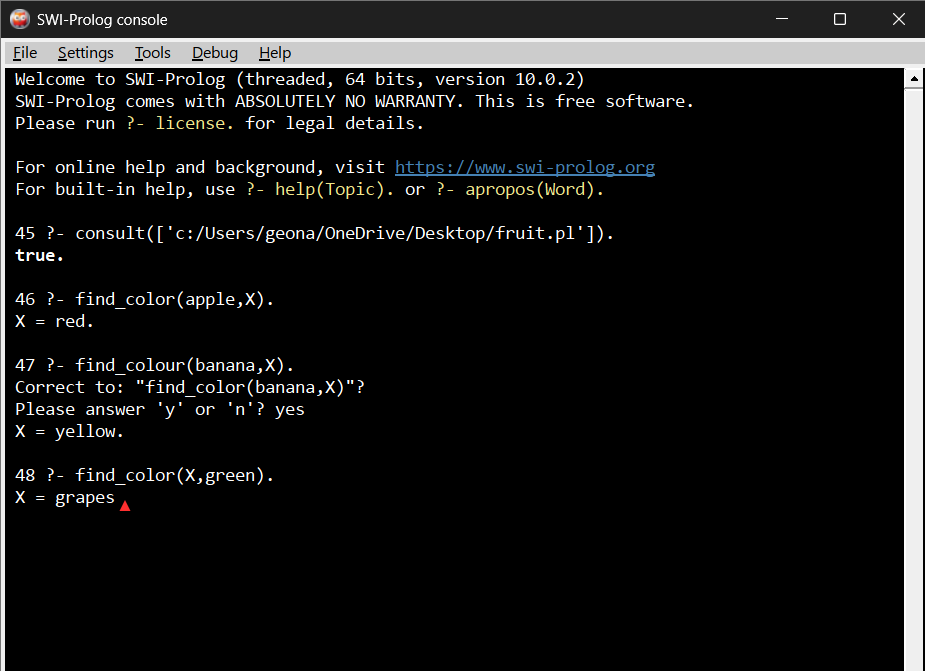 SWI-Prolog console
File Settings Tools Debug Help
Welcome to SWI-Prolog (threaded, 64 bits, version 10.0.2)
SWI-Prolog comes with ABSOLUTELY NO WARRANTY. This is free software.
Please run ?- license. for legal details.
For online help and background, visit https://www.swi-prolog.org
For built-in help, use ?- help(Topic). or ?- apropos(Word).
45 ?- consult(['c:/Users/geona/OneDrive/Desktop/fruit.pl']).
true.
46 ?- find_color(apple,X).
X = red.
47 ?- find_colour(banana,X).
Correct to: "find_color(banana,X)"?
Please answer 'y' or 'n'? yes
X = yellow.
48 ?- find_color(X,green).
X = grapes